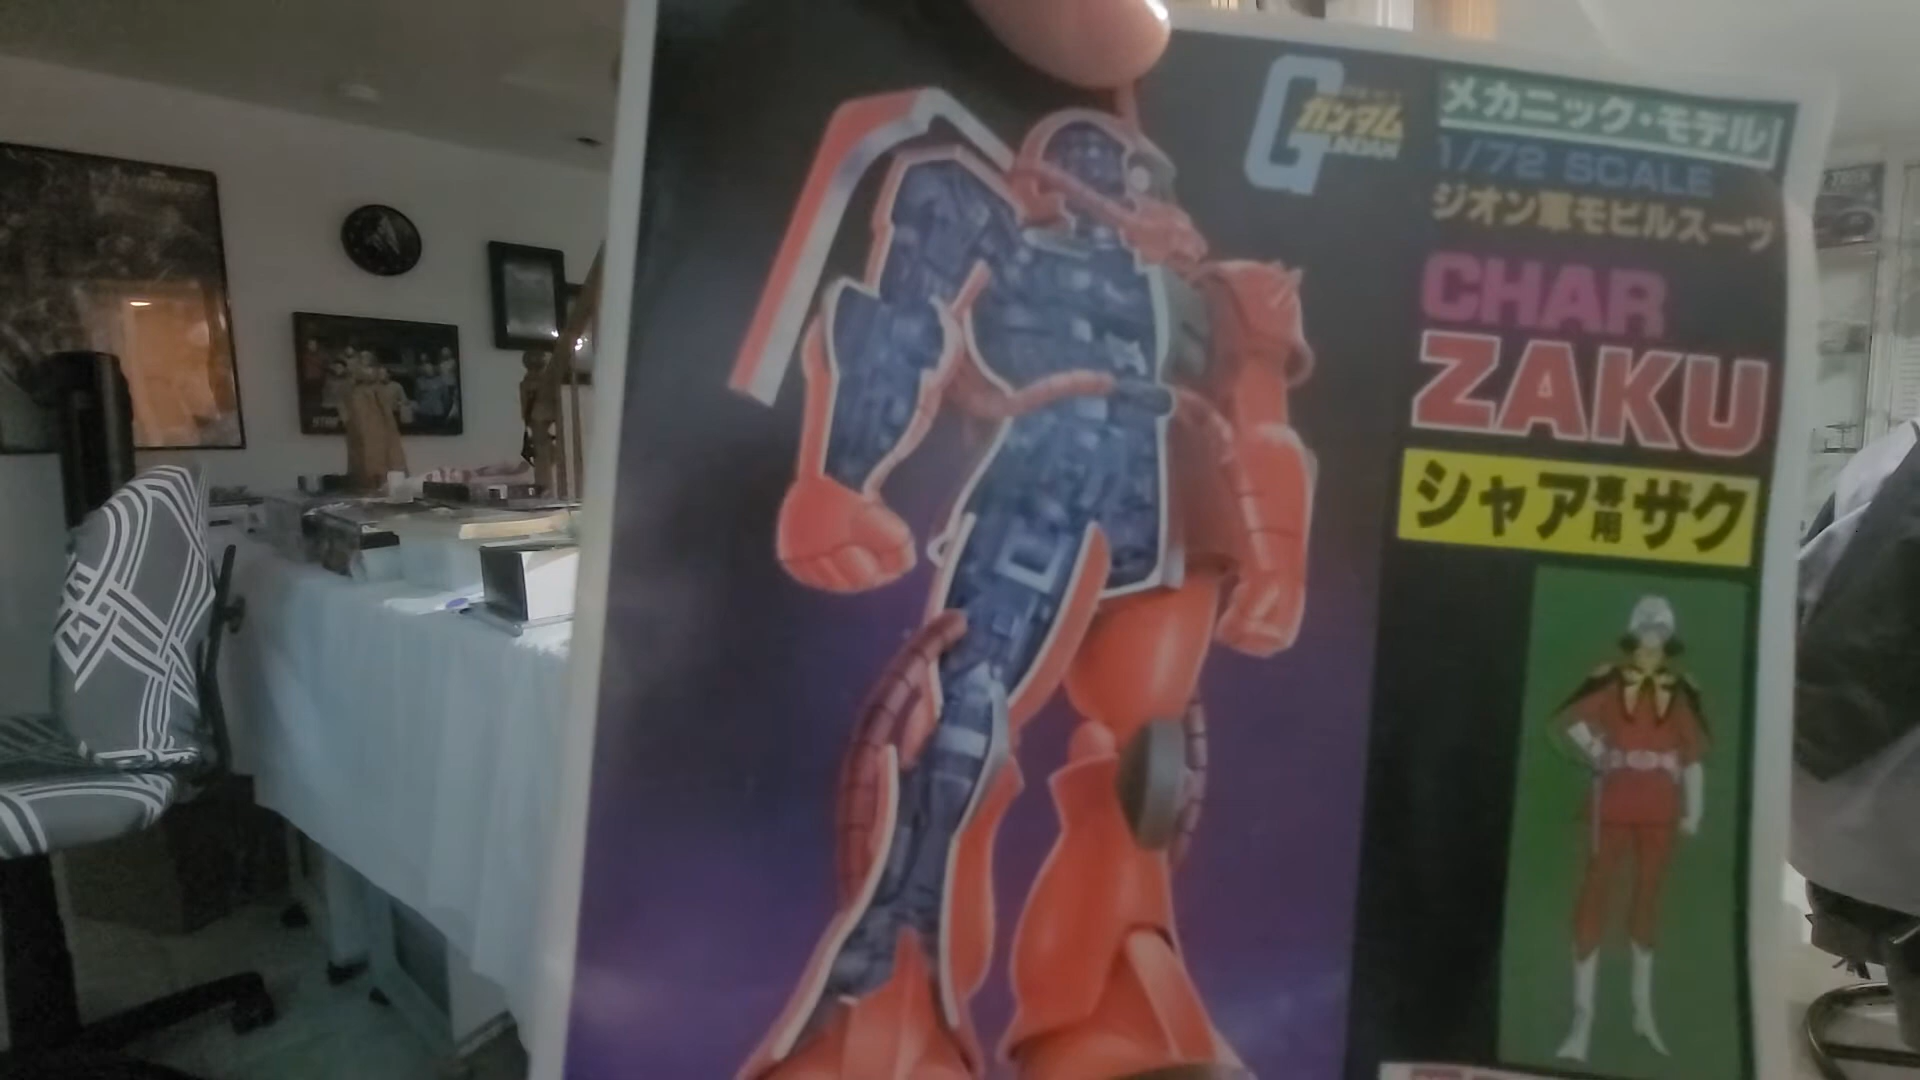 ガンダム
GUNDAM
メカニック・モデル
1/72 SCALE
ジオン軍モビルスーツ
CHAR
ZAKU
シャア専用ザク